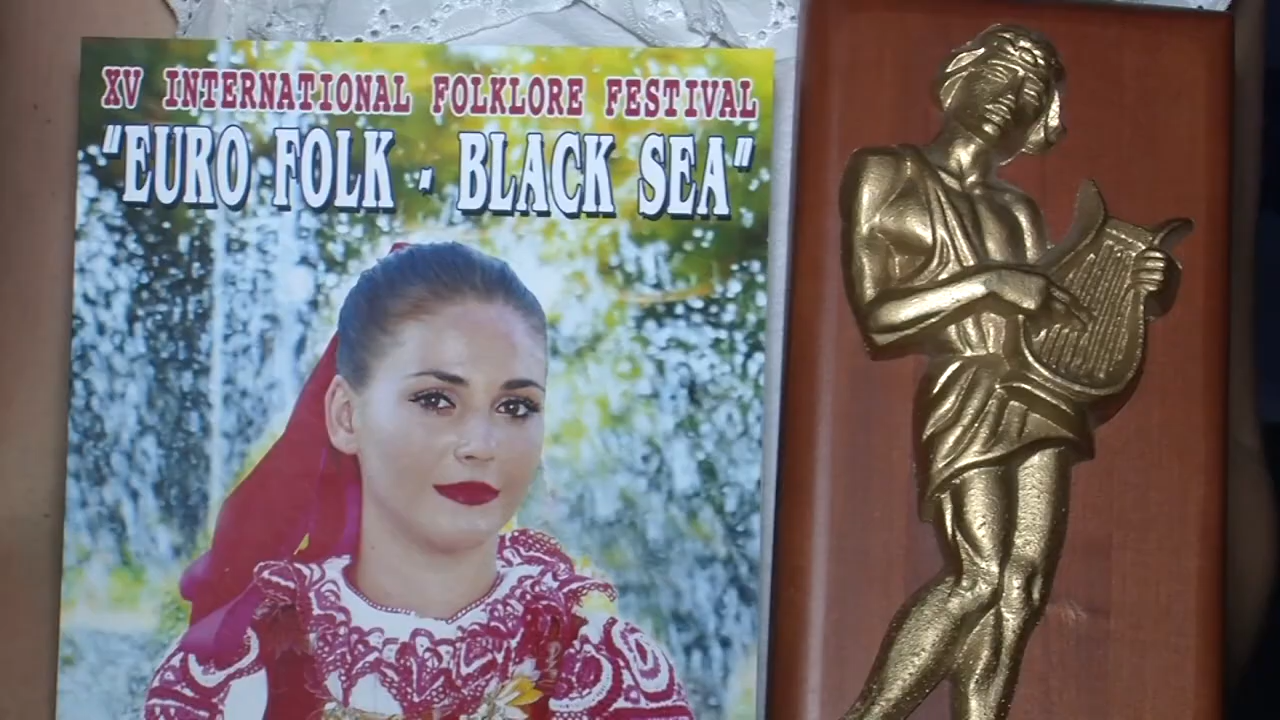 XV INTERNATIONAL FOLKLORE FESTIVAL
"EURO FOLK - BLACK SEA"